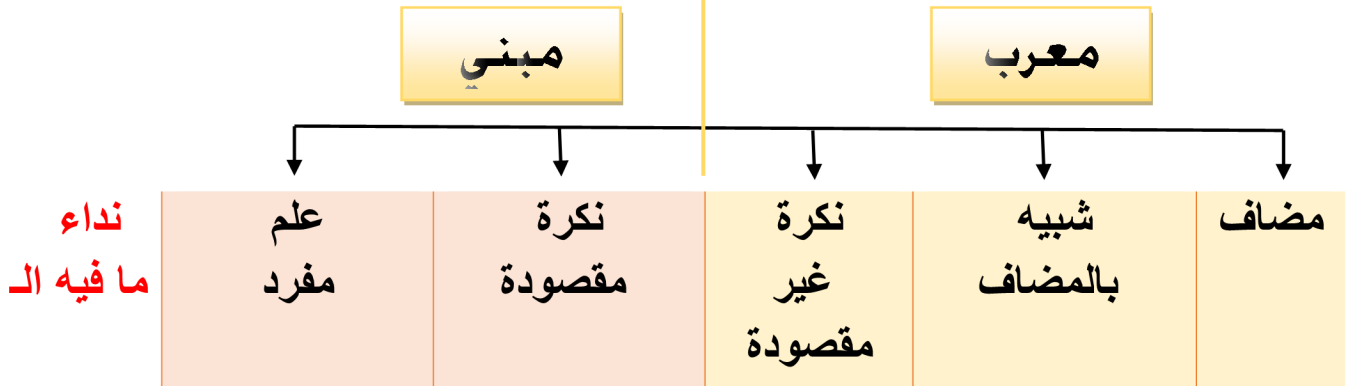 معرب
مبني
مضاف
شبيه
بالمضاف
نكرة
غير
مقصودة
نكرة
مقصودة
علم
مفرد
نداء
ما فيه الـ